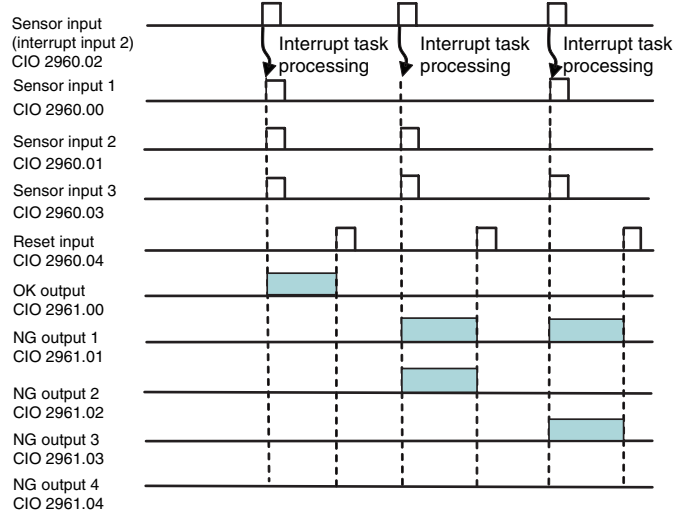 Sensor input
(interrupt input 2)
CIO 2960.02
Interrupt task
processing
Interrupt task
processing
Interrupt task
processing
Sensor input 1
CIO 2960.00
Sensor input 2
CIO 2960.01
Sensor input 3
CIO 2960.03
Reset input
CIO 2960.04
OK output
CIO 2961.00
NG output 1
CIO 2961.01
NG output 2
CIO 2961.02
NG output 3
CIO 2961.03
NG output 4
CIO 2961.04